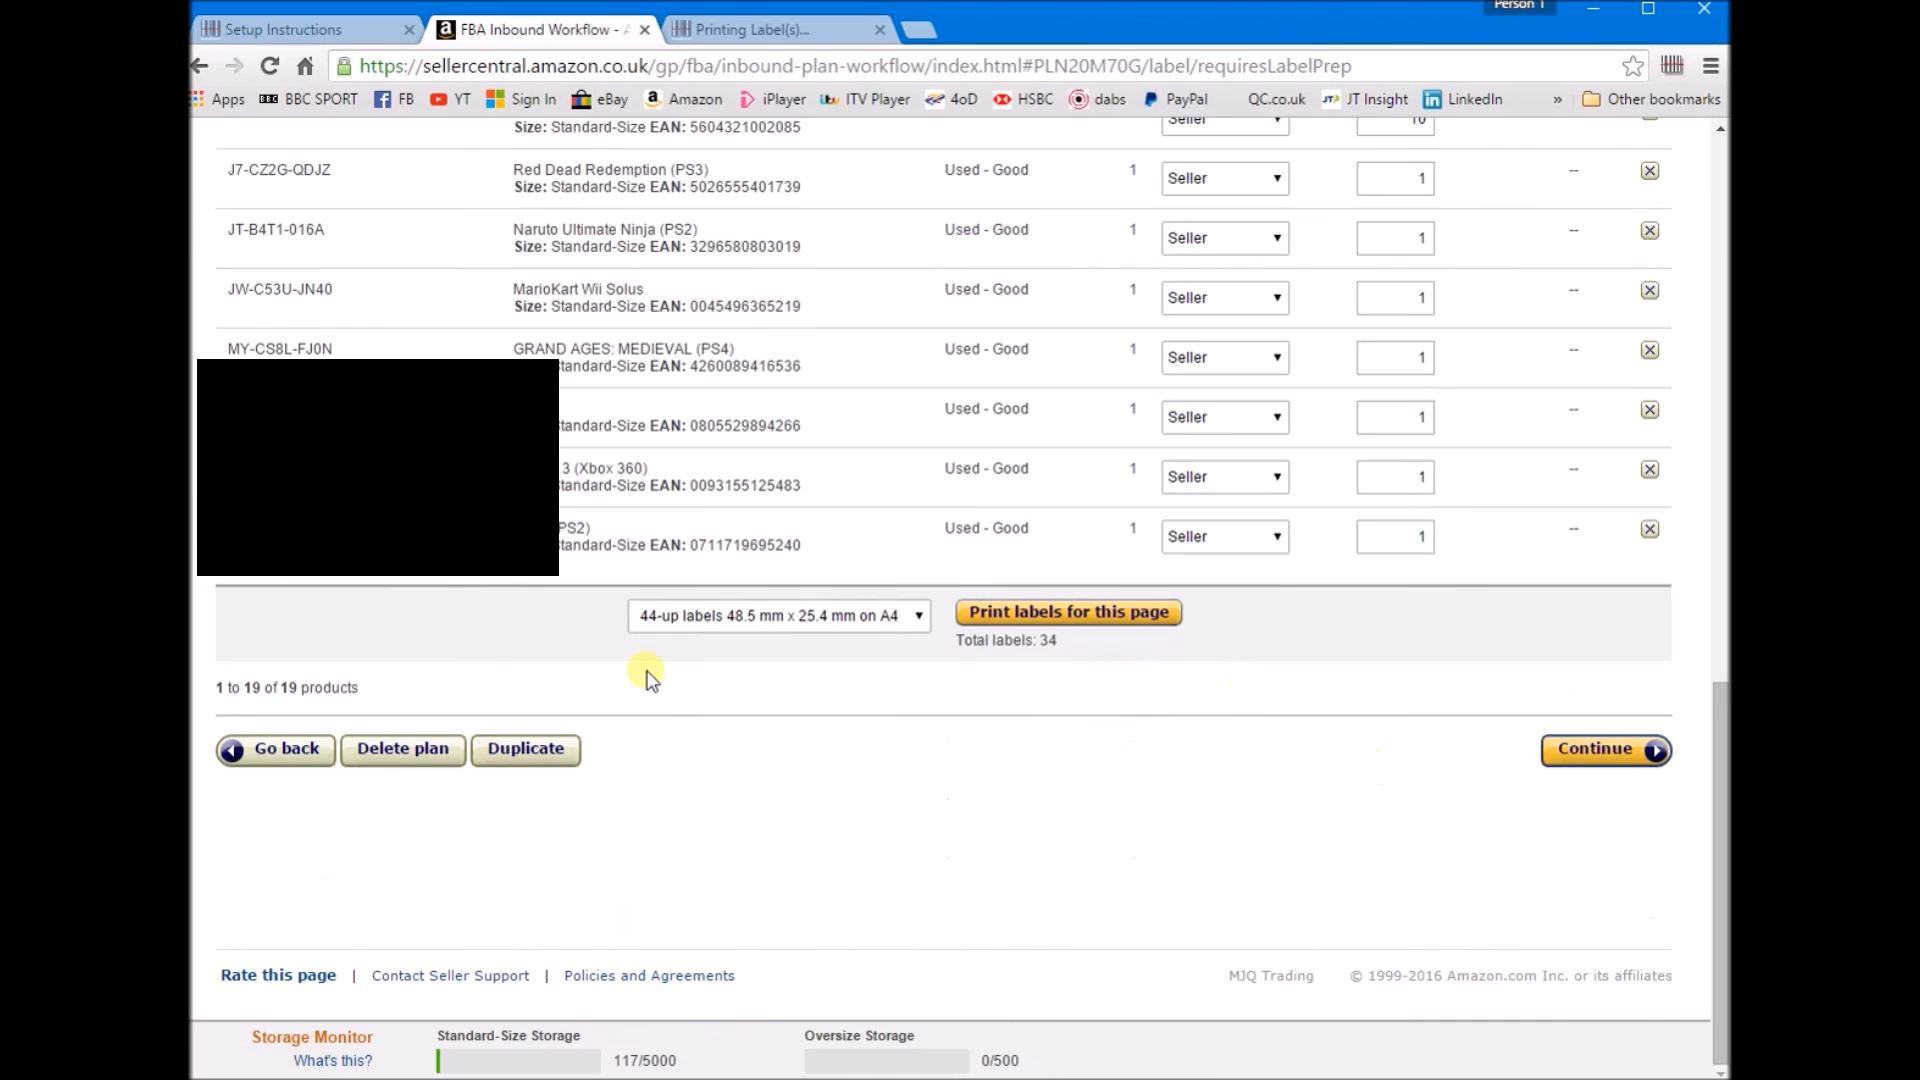 Person 1
Setup Instructions
FBA Inbound Workflow - A
Printing Label(s)...
https://sellercentral.amazon.co.uk/gp/fba/inbound-plan-workflow/index.html#PLN20M70G/label/requiresLabelPrep
Apps BBC SPORT FB YT Sign In eBay Amazon iPlayer ITV Player 4oD HSBC dabs PayPal QC.co.uk JT Insight LinkedIn » Other bookmarks
Size: Standard-Size EAN: 5604321002085 Seller 10
J7-CZ2G-QDJZ Red Dead Redemption (PS3) Used - Good 1 Seller 1 --
Size: Standard-Size EAN: 5026555401739
JT-B4T1-016A Naruto Ultimate Ninja (PS2) Used - Good 1 Seller 1 --
Size: Standard-Size EAN: 3296580803019
JW-C53U-JN40 MarioKart Wii Solus Used - Good 1 Seller 1 --
Size: Standard-Size EAN: 0045496365219
MY-CS8L-FJ0N GRAND AGES: MEDIEVAL (PS4) Used - Good 1 Seller 1 --
tandard-Size EAN: 4260089416536
Used - Good 1 Seller 1 --
tandard-Size EAN: 0805529894266
3 (Xbox 360) Used - Good 1 Seller 1 --
tandard-Size EAN: 0093155125483
PS2) Used - Good 1 Seller 1 --
tandard-Size EAN: 0711719695240
44-up labels 48.5 mm x 25.4 mm on A4 Print labels for this page
Total labels: 34
1 to 19 of 19 products
Go back Delete plan Duplicate Continue
Rate this page | Contact Seller Support | Policies and Agreements MJQ Trading © 1999-2016 Amazon.com Inc. or its affiliates
Storage Monitor Standard-Size Storage Oversize Storage
What's this? 117/5000 0/500